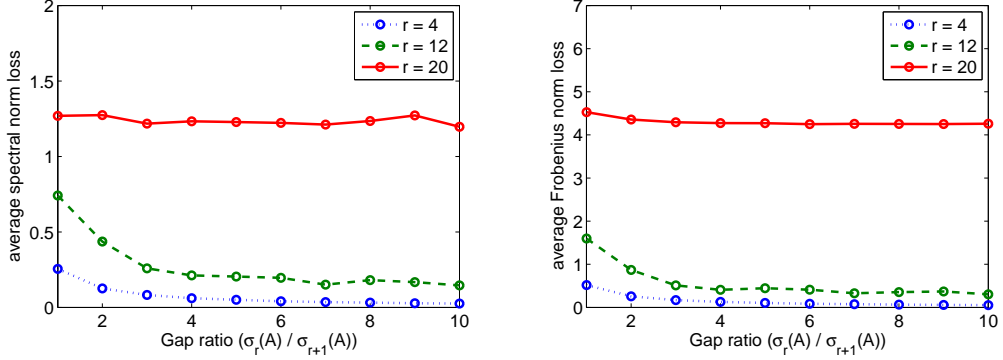 2
1.5
1
0.5
0
average spectral norm loss
r = 4
r = 12
r = 20
2
4
6
8
10
Gap ratio (σr(A) / σr+1(A))
7
6
5
4
3
2
1
0
average Frobenius norm loss
r = 4
r = 12
r = 20
2
4
6
8
10
Gap ratio (σr(A) / σr+1(A))